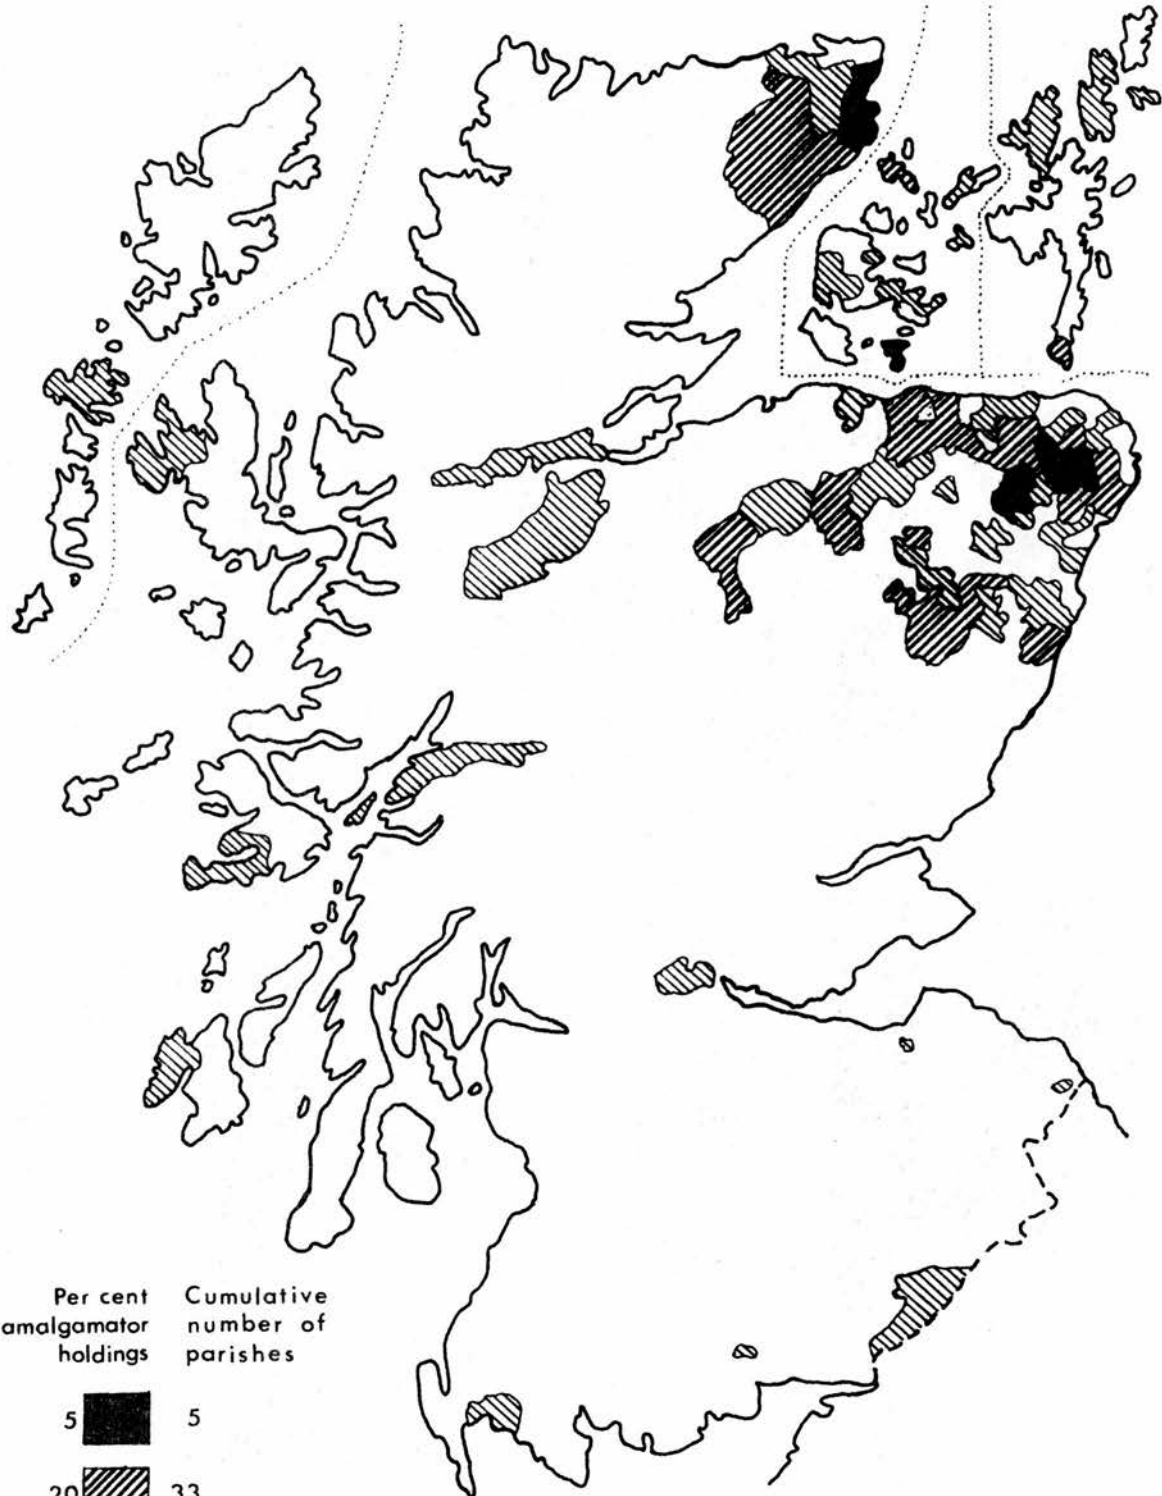 Per cent Cumulative
amalgamator number of
holdings parishes
5 5
20 33